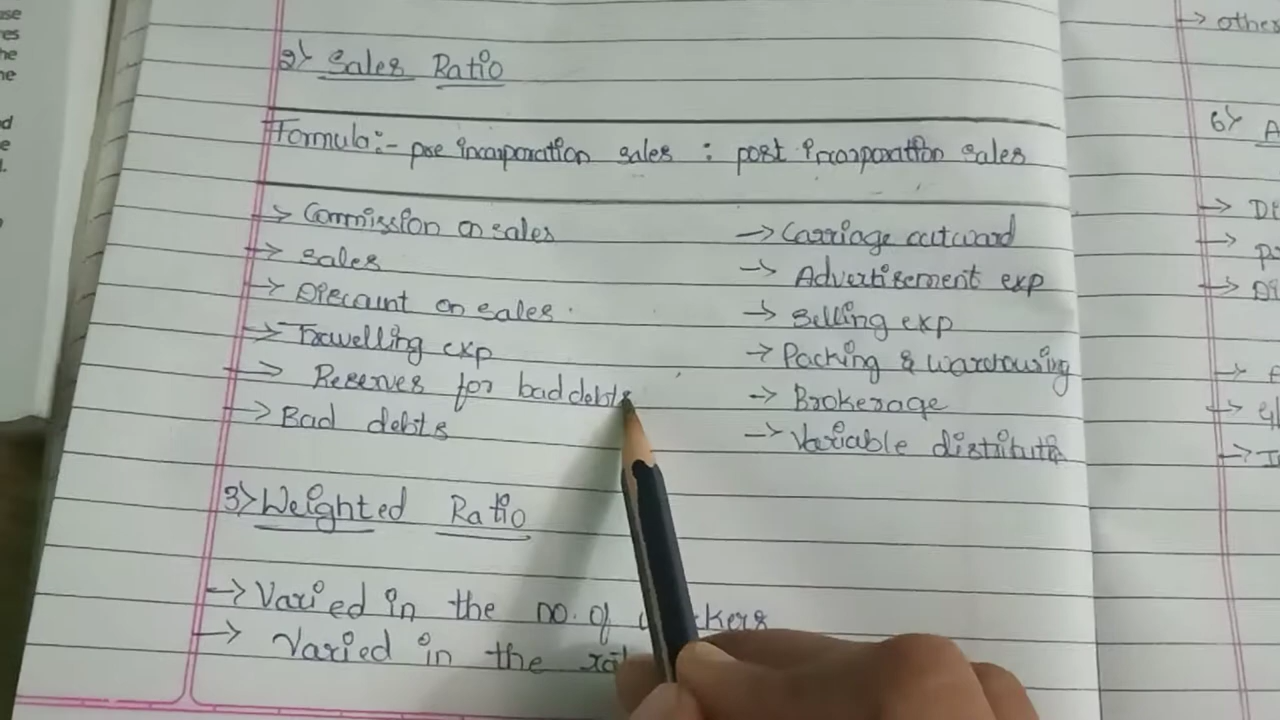 2) Sales Ratio
Formula:- pre incorporation sales : post incorporation sales
→ Commission on sales
→ Sales
→ Discount on sales
→ Travelling exp
→ Reserves for bad debts
→ Bad debts
→ Carriage outward
→ Advertisement exp
→ Selling exp
→ Packing & warehousing
→ Brokerage
→ Variable
3) Weighted Ratio
→ Varied in the no. of
→ Varied in the
→ other
6)